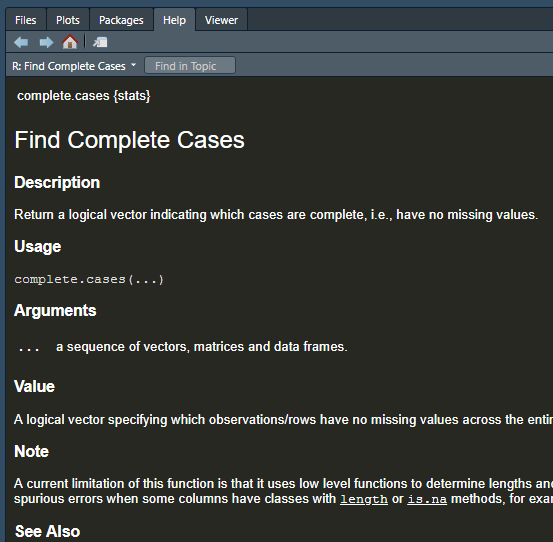 Files Plots Packages Help Viewer
R: Find Complete Cases Find in Topic
complete.cases {stats}
Find Complete Cases
Description
Return a logical vector indicating which cases are complete, i.e., have no missing values.
Usage
complete.cases(...)
Arguments
... a sequence of vectors, matrices and data frames.
Value
A logical vector specifying which observations/rows have no missing values across the
Note
A current limitation of this function is that it uses low level functions to determine lengths
spurious errors when some columns have classes with length or is.na methods, for
See Also